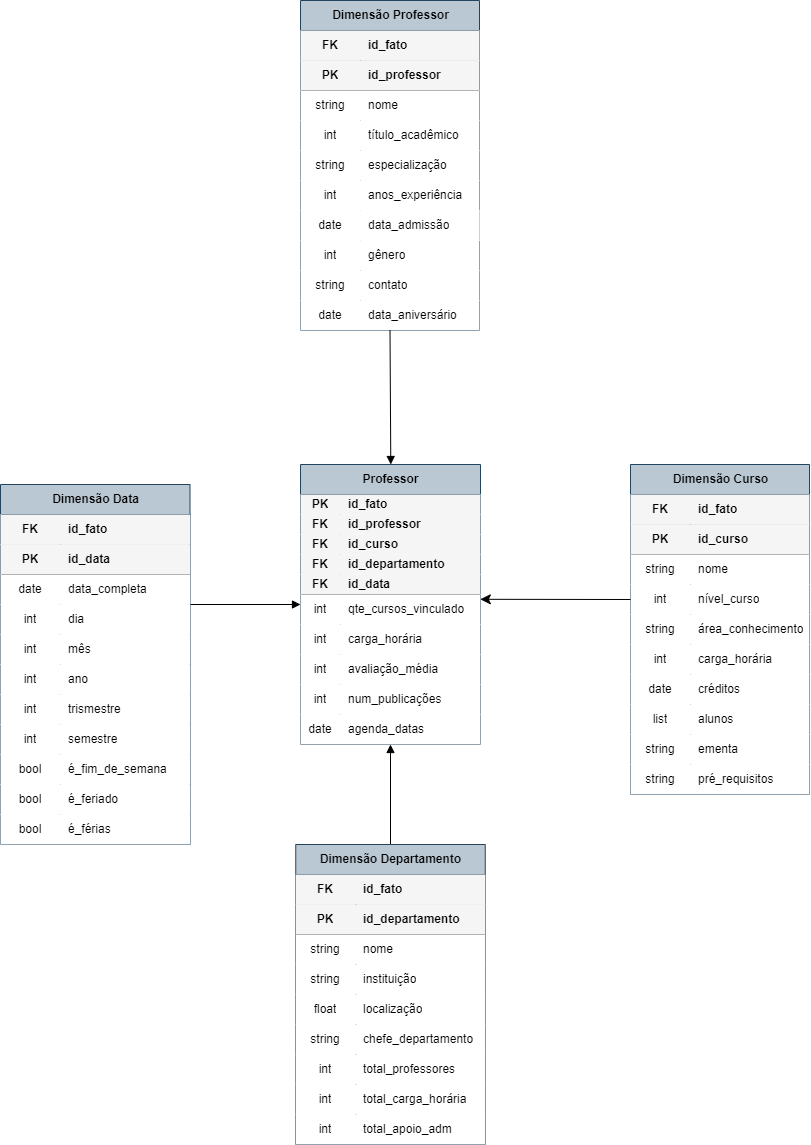 Dimensão Professor
FK id_fato
PK id_professor
string nome
int título_acadêmico
string especialização
int anos_experiência
date data_admissão
int gênero
string contato
date data_aniversário
Dimensão Data
FK id_fato
PK id_data
date data_completa
int dia
int mês
int ano
int trismestre
int semestre
bool é_fim_de_semana
bool é_feriado
bool é_férias
Professor
PK id_fato
FK id_professor
FK id_curso
FK id_departamento
FK id_data
int qte_cursos_vinculado
int carga_horária
int avaliação_média
int num_publicações
date agenda_datas
Dimensão Curso
FK id_fato
PK id_curso
string nome
int nível_curso
string área_conhecimento
int carga_horária
date créditos
list alunos
string ementa
string pré_requisitos
Dimensão Departamento
FK id_fato
PK id_departamento
string nome
string instituição
float localização
string chefe_departamento
int total_professores
int total_carga_horária
int total_apoio_adm